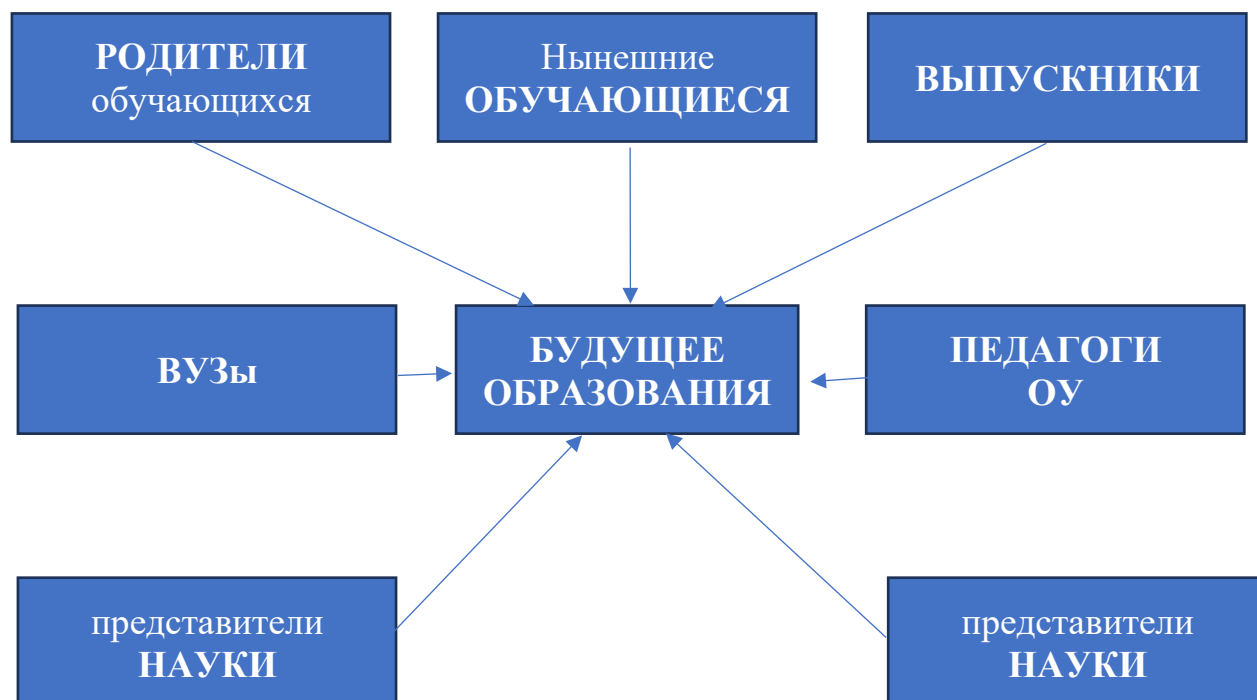 РОДИТЕЛИ
обучающихся
Нынешние
ОБУЧАЮЩИЕСЯ
ВЫПУСКНИКИ
ВУЗы
БУДУЩЕЕ
ОБРАЗОВАНИЯ
ПЕДАГОГИ
ОУ
представители
НАУКИ
представители
НАУКИ